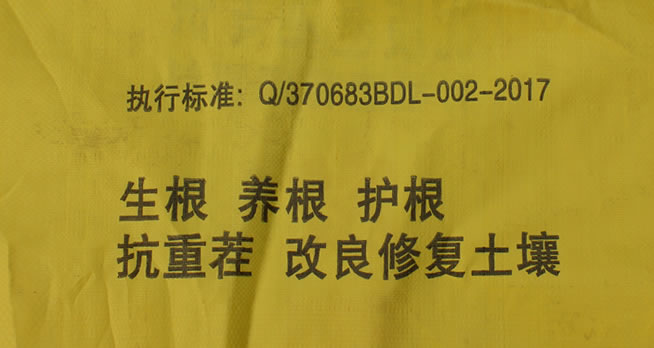 执行标准: Q/370683BDL-002-2017
生根 养根 护根
抗重茬 改良修复土壤